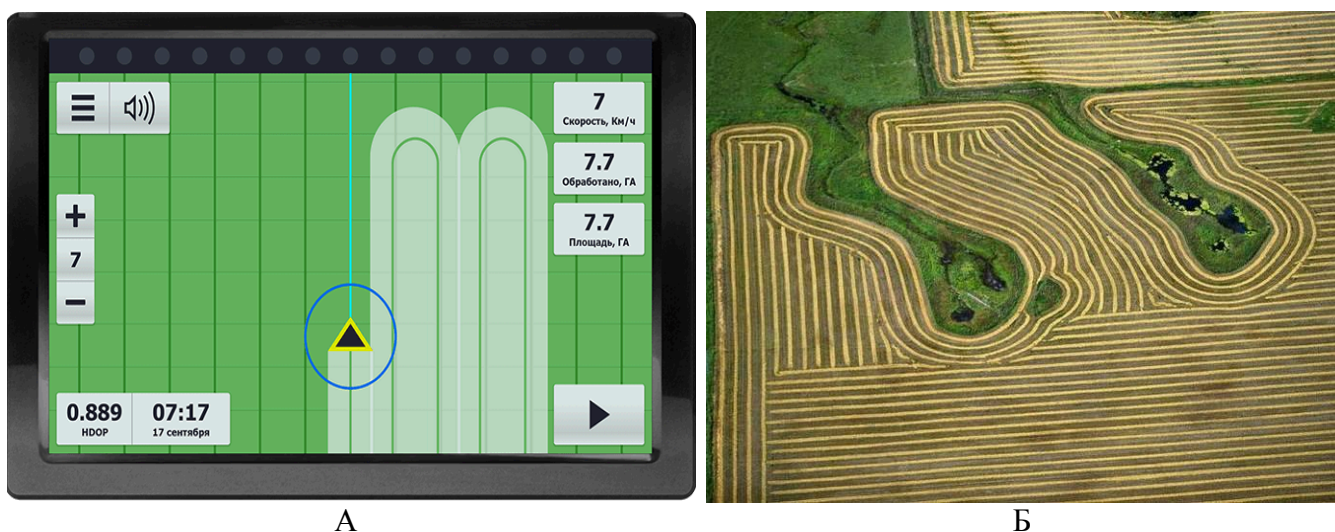 7
Скорость, Км/ч
7.7
Обработано, ГА
7.7
Площадь, ГА
+
7
−
0.889
HDOP
07:17
17 сентября
А
Б